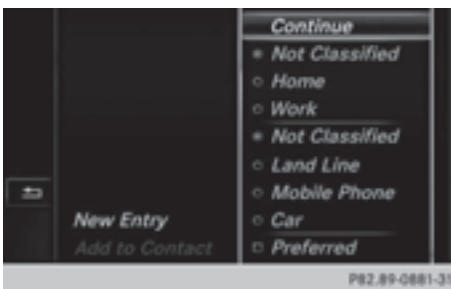 Continue
Not Classified
Home
Work
Not Classified
Land Line
Mobile Phone
Car
Preferred
New Entry
Add to Contact
P82.89-0881-31